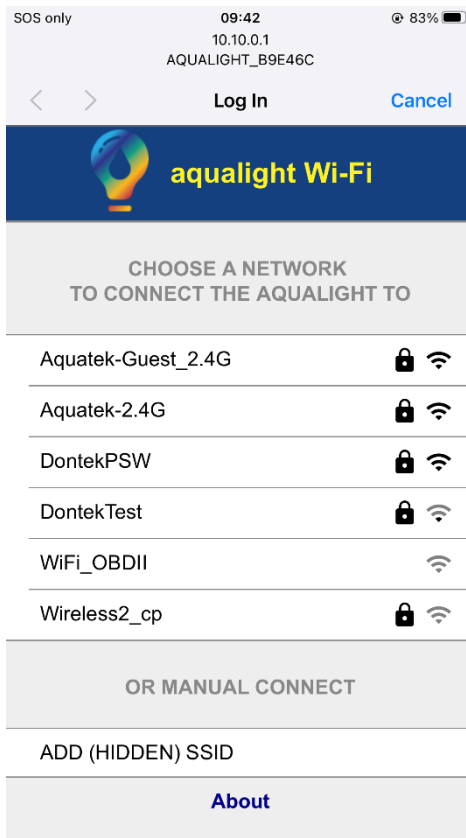 SOS only 09:42 83%
10.10.0.1
AQUALIGHT_B9E46C
Log In Cancel
aqualight Wi-Fi
CHOOSE A NETWORK
TO CONNECT THE AQUALIGHT TO
Aquatek-Guest_2.4G
Aquatek-2.4G
DontekPSW
DontekTest
WiFi_OBDII
Wireless2_cp
OR MANUAL CONNECT
ADD (HIDDEN) SSID
About